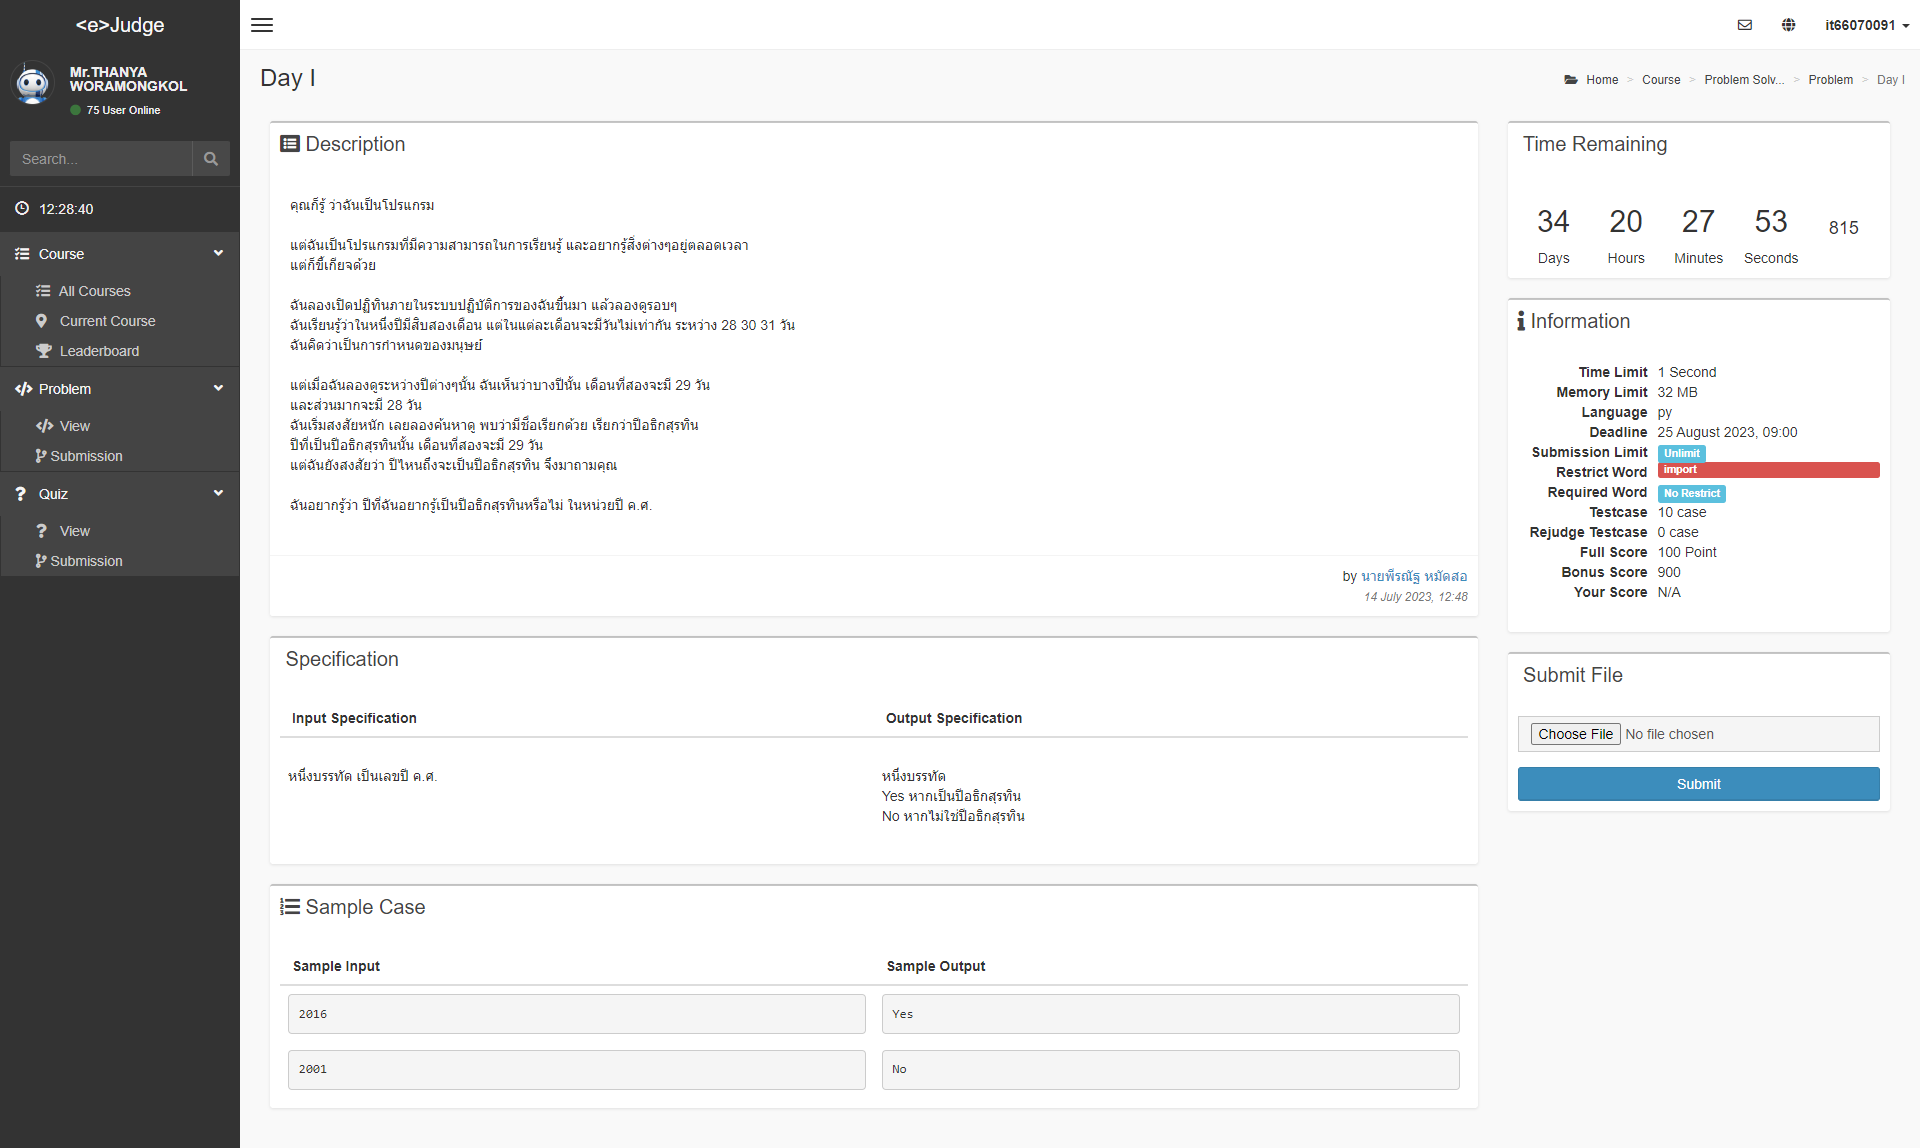 <e>Judge
Mr.THANYA
WORAMONGKOL
75 User Online
Search...
12:28:40
Course
All Courses
Current Course
Leaderboard
Problem
View
Submission
Quiz
View
Submission
it66070091
Day I
Home > Course > Problem Solv... > Problem > Day I
Description
คุณก็รู้ ว่าฉันเป็นโปรแกรม
แต่ฉันเป็นโปรแกรมที่มีความสามารถในการเรียนรู้ และอยากรู้สิ่งต่างๆอยู่ตลอดเวลา
แต่ก็ขี้เกียจด้วย
ฉันลองเปิดปฏิทินภายในระบบปฏิบัติการของฉันขึ้นมา แล้วลองดูรอบๆ
ฉันเรียนรู้ว่าในหนึ่งปีมีสิบสองเดือน แต่ในแต่ละเดือนจะมีวันไม่เท่ากัน ระหว่าง 28 30 31 วัน
ฉันคิดว่าเป็นการกำหนดของมนุษย์
แต่เมื่อฉันลองดูระหว่างปีต่างๆนั้น ฉันเห็นว่าบางปีนั้น เดือนที่สองจะมี 29 วัน
และส่วนมากจะมี 28 วัน
ฉันเริ่มสงสัยหนัก เลยลองค้นหาดู พบว่ามีชื่อเรียกด้วย เรียกว่าปีอธิกสุรทิน
ปีที่เป็นปีอธิกสุรทินนั้น เดือนที่สองจะมี 29 วัน
แต่ฉันยังสงสัยว่า ปีไหนถึงจะเป็นปีอธิกสุรทิน จึงมาถามคุณ
ฉันอยากรู้ว่า ปีที่ฉันอยากรู้เป็นปีอธิกสุรทินหรือไม่ ในหน่วยปี ค.ศ.
by นายพีรณัฐ หมัดสอ
14 July 2023, 12:48
Specification
Input Specification
Output Specification
หนึ่งบรรทัด เป็นเลขปี ค.ศ.
หนึ่งบรรทัด
Yes หากเป็นปีอธิกสุรทิน
No หากไม่ใช่ปีอธิกสุรทิน
Sample Case
Sample Input
Sample Output
2016
Yes
2001
No
Time Remaining
34 20 27 53 815
Days Hours Minutes Seconds
Information
Time Limit 1 Second
Memory Limit 32 MB
Language py
Deadline 25 August 2023, 09:00
Submission Limit Unlimit
Restrict Word import
Required Word No Restrict
Testcase 10 case
Rejudge Testcase 0 case
Full Score 100 Point
Bonus Score 900
Your Score N/A
Submit File
Choose File No file chosen
Submit